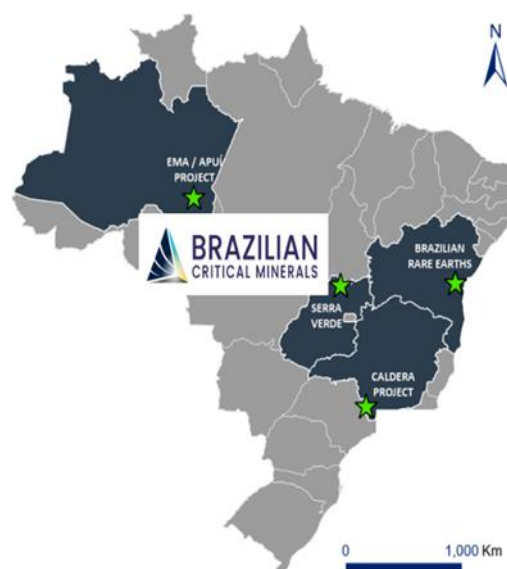 N
EMA / APUÍ
PROJECT
BRAZILIAN
CRITICAL MINERALS
BRAZILIAN
RARE EARTHS
SERRA
VERDE
CALDERA
PROJECT
0 1,000 Km